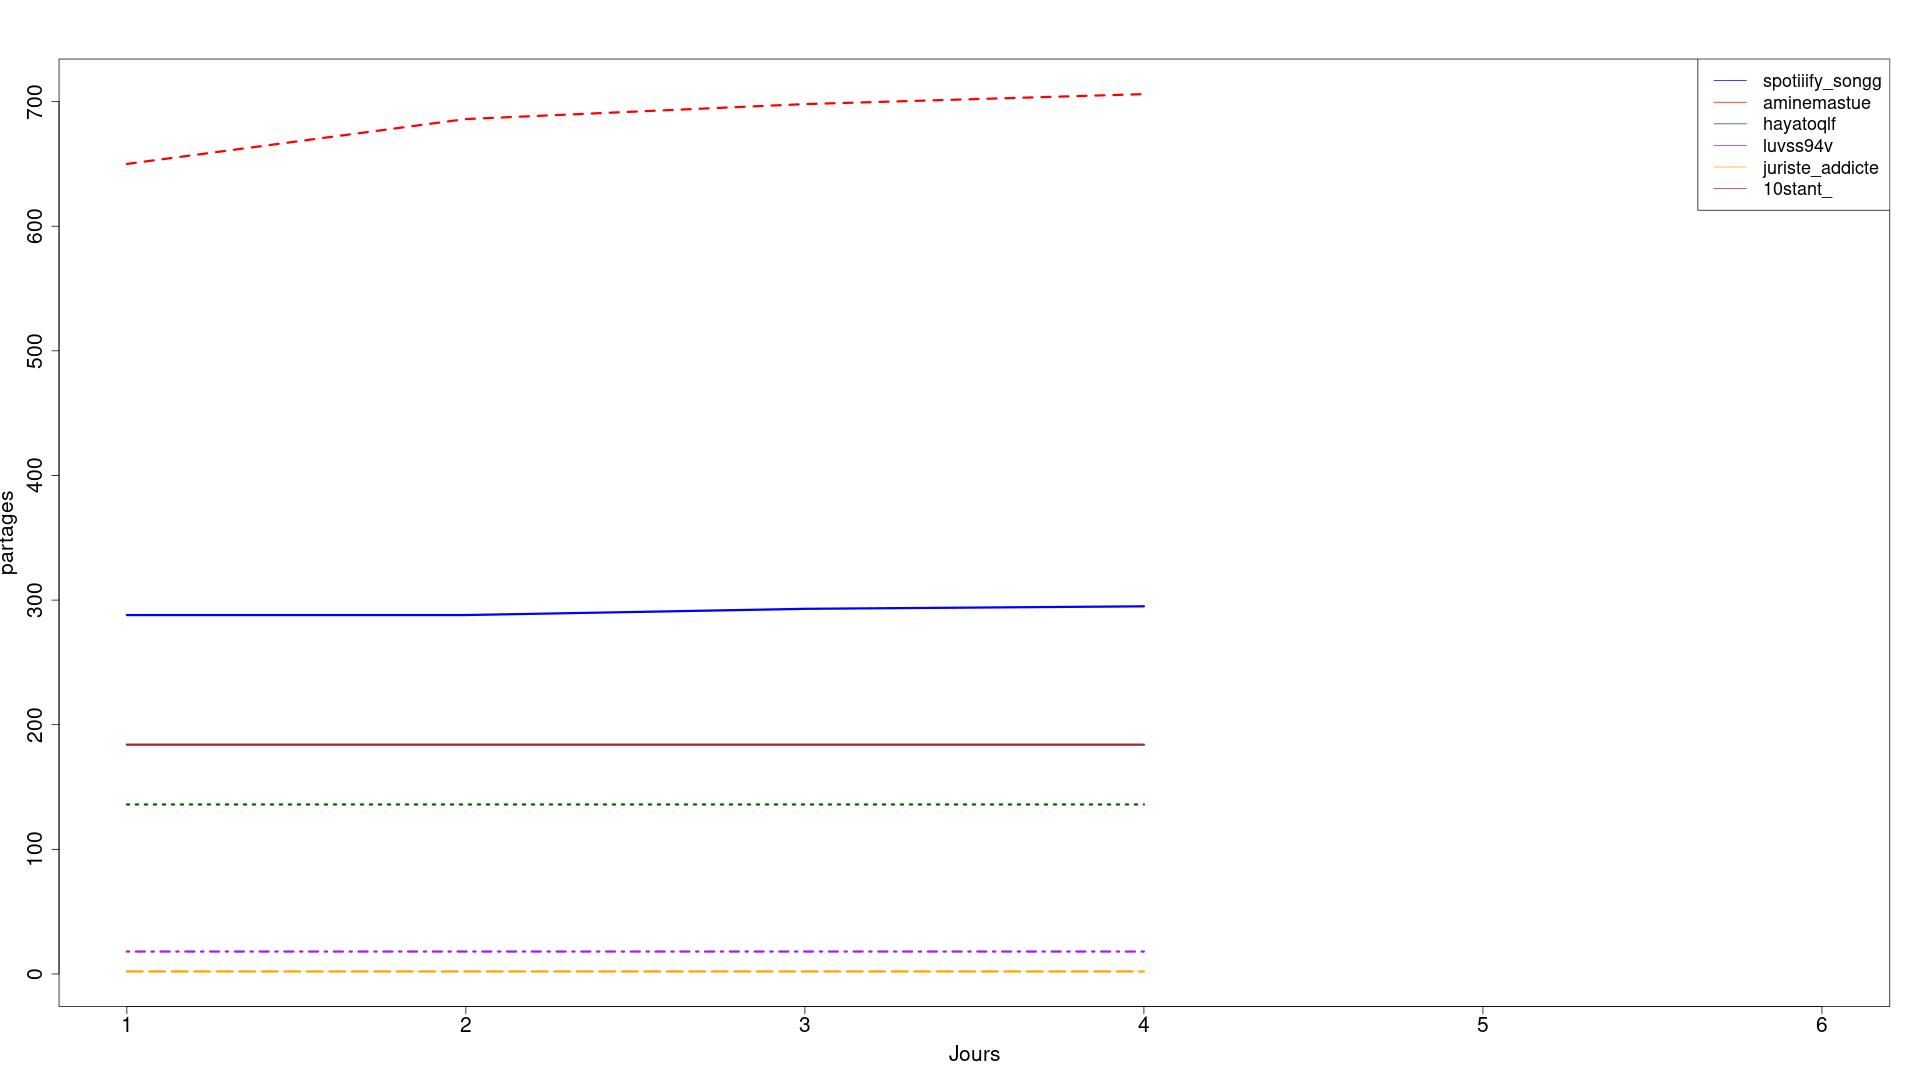 700
600
500
400
300
200
100
0
partages
1 2 3 4 5 6
Jours
spotiiify_songg
aminemastue
hayatoqlf
luvss94v
juriste_addicte
10stant_